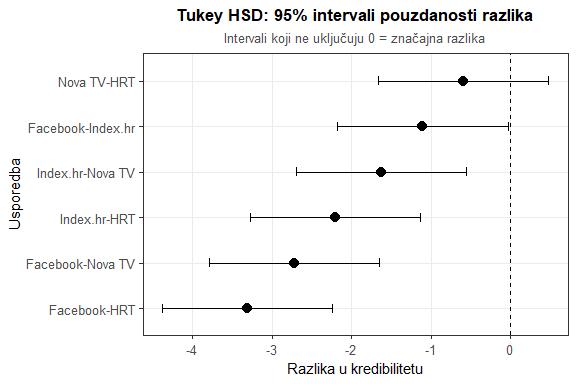 Tukey HSD: 95% intervali pouzdanosti razlika
Intervali koji ne uključuju 0 = značajna razlika
Usporedba
Nova TV-HRT
Facebook-Index.hr
Index.hr-Nova TV
Index.hr-HRT
Facebook-Nova TV
Facebook-HRT
-4 -3 -2 -1 0
Razlika u kredibilitetu